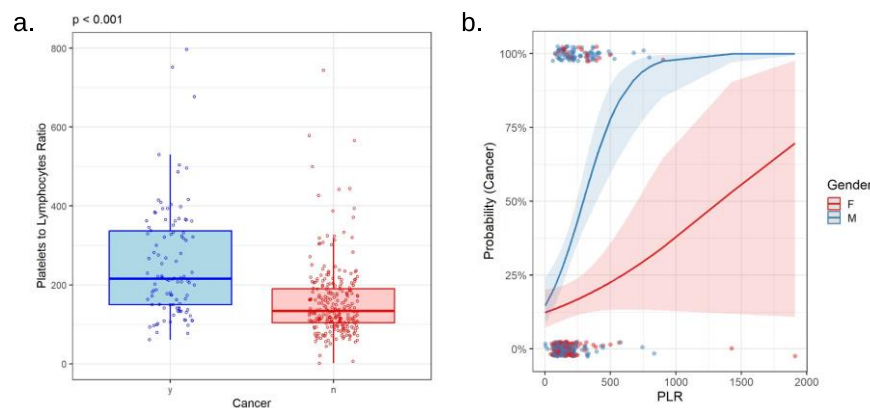 a.
p < 0.001
Platelets to Lymphocytes Ratio
800
600
400
200
0
y
n
Cancer
b.
Probability (Cancer)
100%
75%
50%
25%
0%
0
500
1000
1500
2000
PLR
Gender
F
M